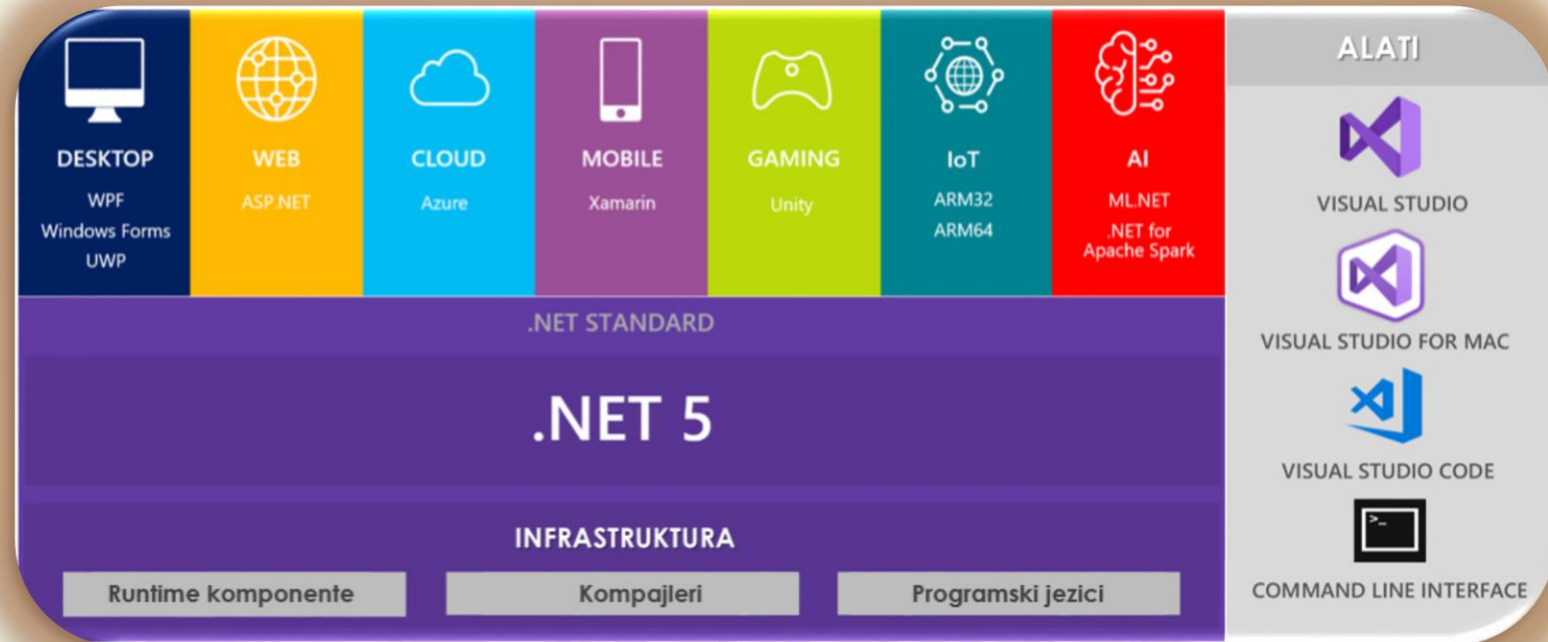 DESKTOP
WPF
Windows Forms
UWP
WEB
ASP.NET
CLOUD
Azure
MOBILE
Xamarin
GAMING
Unity
IoT
ARM32
ARM64
AI
ML.NET
.NET for
Apache Spark
.NET STANDARD
.NET 5
INFRASTRUKTURA
Runtime komponente
Kompajleri
Programski jezici
ALATI
VISUAL STUDIO
VISUAL STUDIO FOR MAC
VISUAL STUDIO CODE
>_
COMMAND LINE INTERFACE